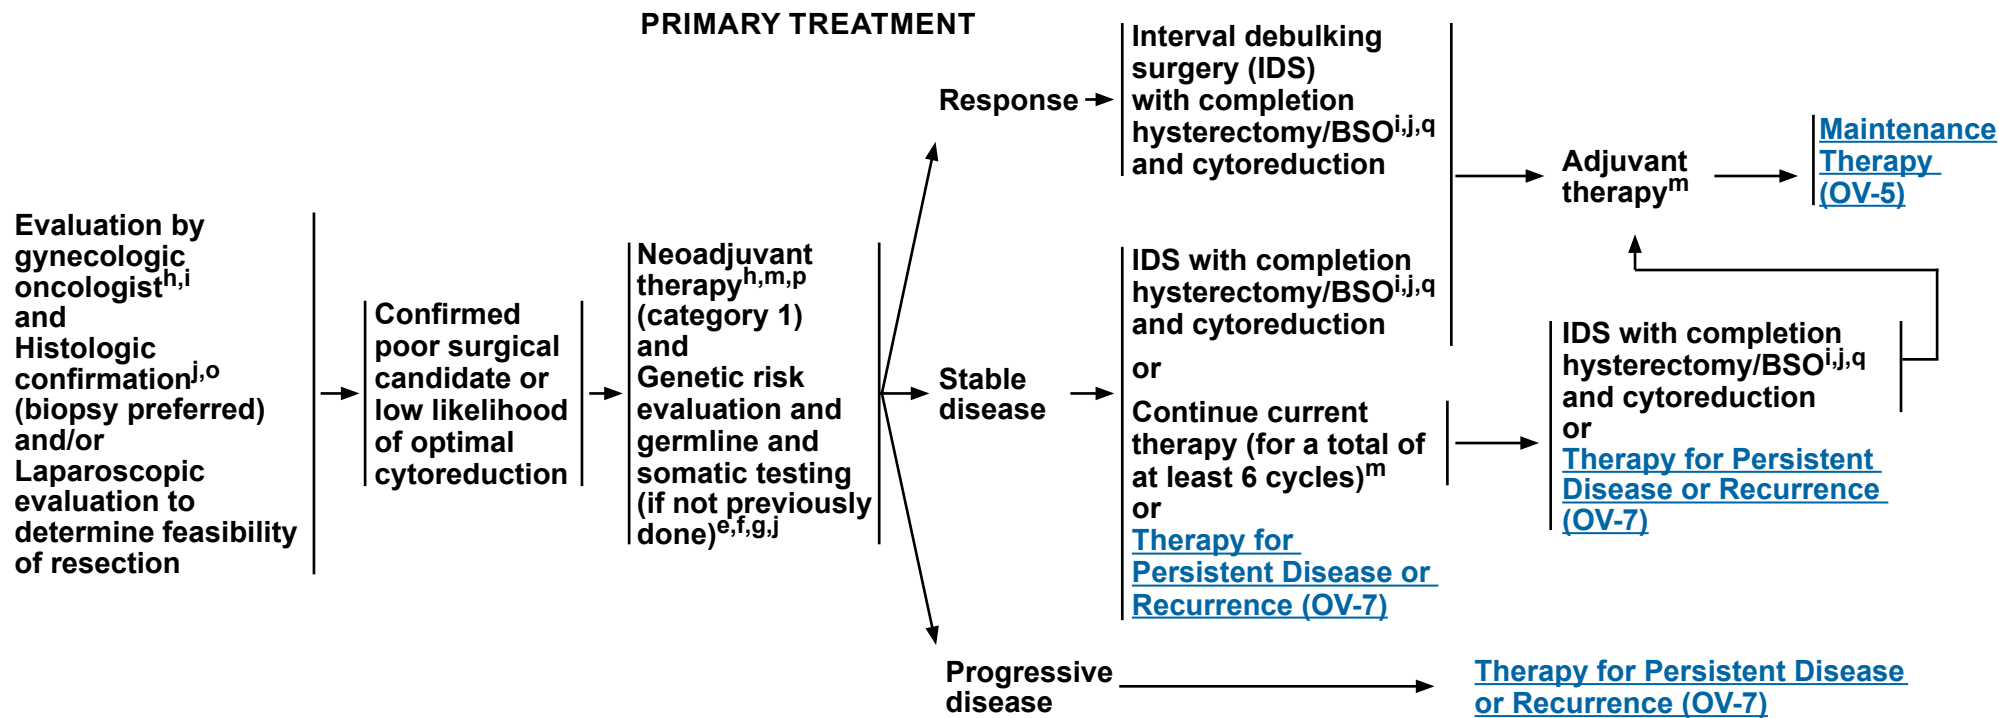 PRIMARY TREATMENT
Evaluation by
gynecologic
oncologisth,i
and
Histologic
confirmationj,o
(biopsy preferred)
and/or
Laparoscopic
evaluation to
determine feasibility
of resection
Confirmed
poor surgical
candidate or
low likelihood
of optimal
cytoreduction
Neoadjuvant
therapyh,m,p
(category 1)
and
Genetic risk
evaluation and
germline and
somatic testing
(if not previously
done)e,f,g,j
Response
Interval debulking
surgery (IDS)
with completion
hysterectomy/BSOi,j,q
and cytoreduction
Stable
disease
IDS with completion
hysterectomy/BSOi,j,q
and cytoreduction
or
Continue current
therapy (for a total of
at least 6 cycles)m
or
Therapy for
Persistent Disease or
Recurrence (OV-7)
Adjuvant
therapym
Maintenance
Therapy
(OV-5)
IDS with completion
hysterectomy/BSOi,j,q
and cytoreduction
or
Therapy for Persistent
Disease or Recurrence
(OV-7)
Progressive
disease
Therapy for Persistent Disease
or Recurrence (OV-7)